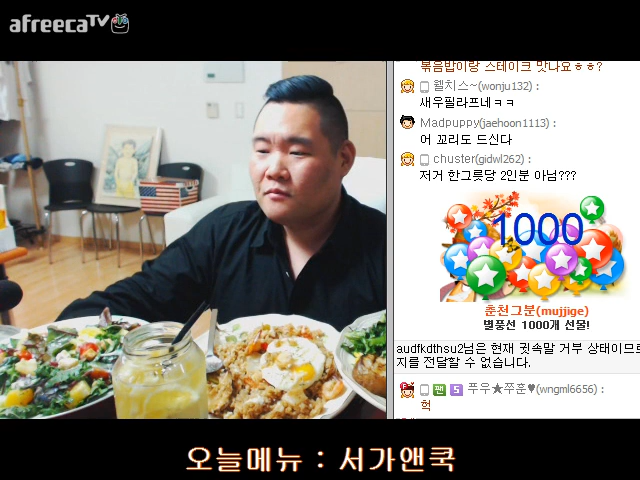 afreecaTV
볶음밥이랑 스테이크 맛나요ㅎㅎ?
웰치스~(wonju132) :
새우필라프네ㅋㅋ
Madpuppy(jaehoon1113) :
어 꼬리도 드신다
chuster(gidwl262) :
저거 한그릇당 2인분 아님???
1000
춘천그분(mujjige)
별풍선 1000개 선물!
audfkdthsu2님은 현재 귓속말 거부 상태이므로
지를 전달할 수 없습니다.
팬 5 푸우★쭈훈♥(wngml6656) :
헉
오늘메뉴 : 서가앤쿡